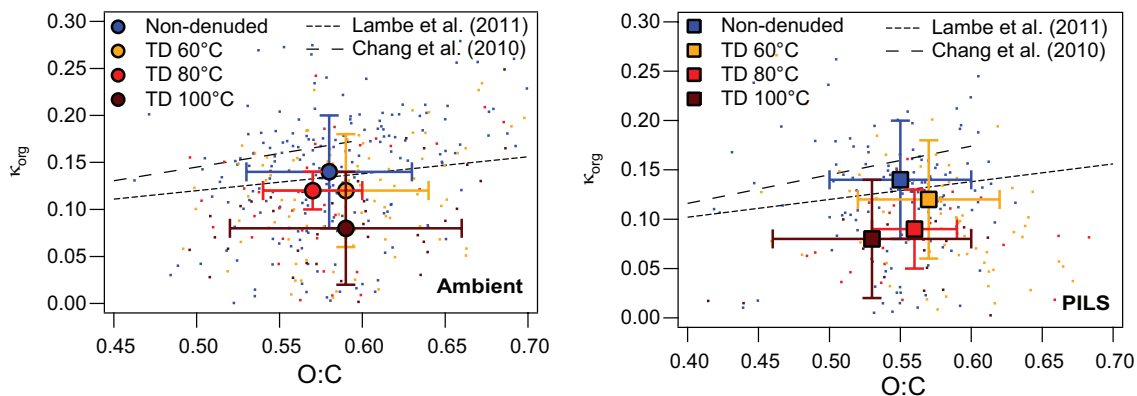 Non-denuded
TD 60°C
TD 80°C
TD 100°C
Lambe et al. (2011)
Chang et al. (2010)
0.30
0.25
0.20
0.15
0.10
0.05
0.00
κorg
Ambient
0.45 0.50 0.55 0.60 0.65 0.70
O:C
Non-denuded
TD 60°C
TD 80°C
TD 100°C
Lambe et al. (2011)
Chang et al. (2010)
0.30
0.25
0.20
0.15
0.10
0.05
0.00
κorg
PILS
0.40 0.45 0.50 0.55 0.60 0.65 0.70
O:C